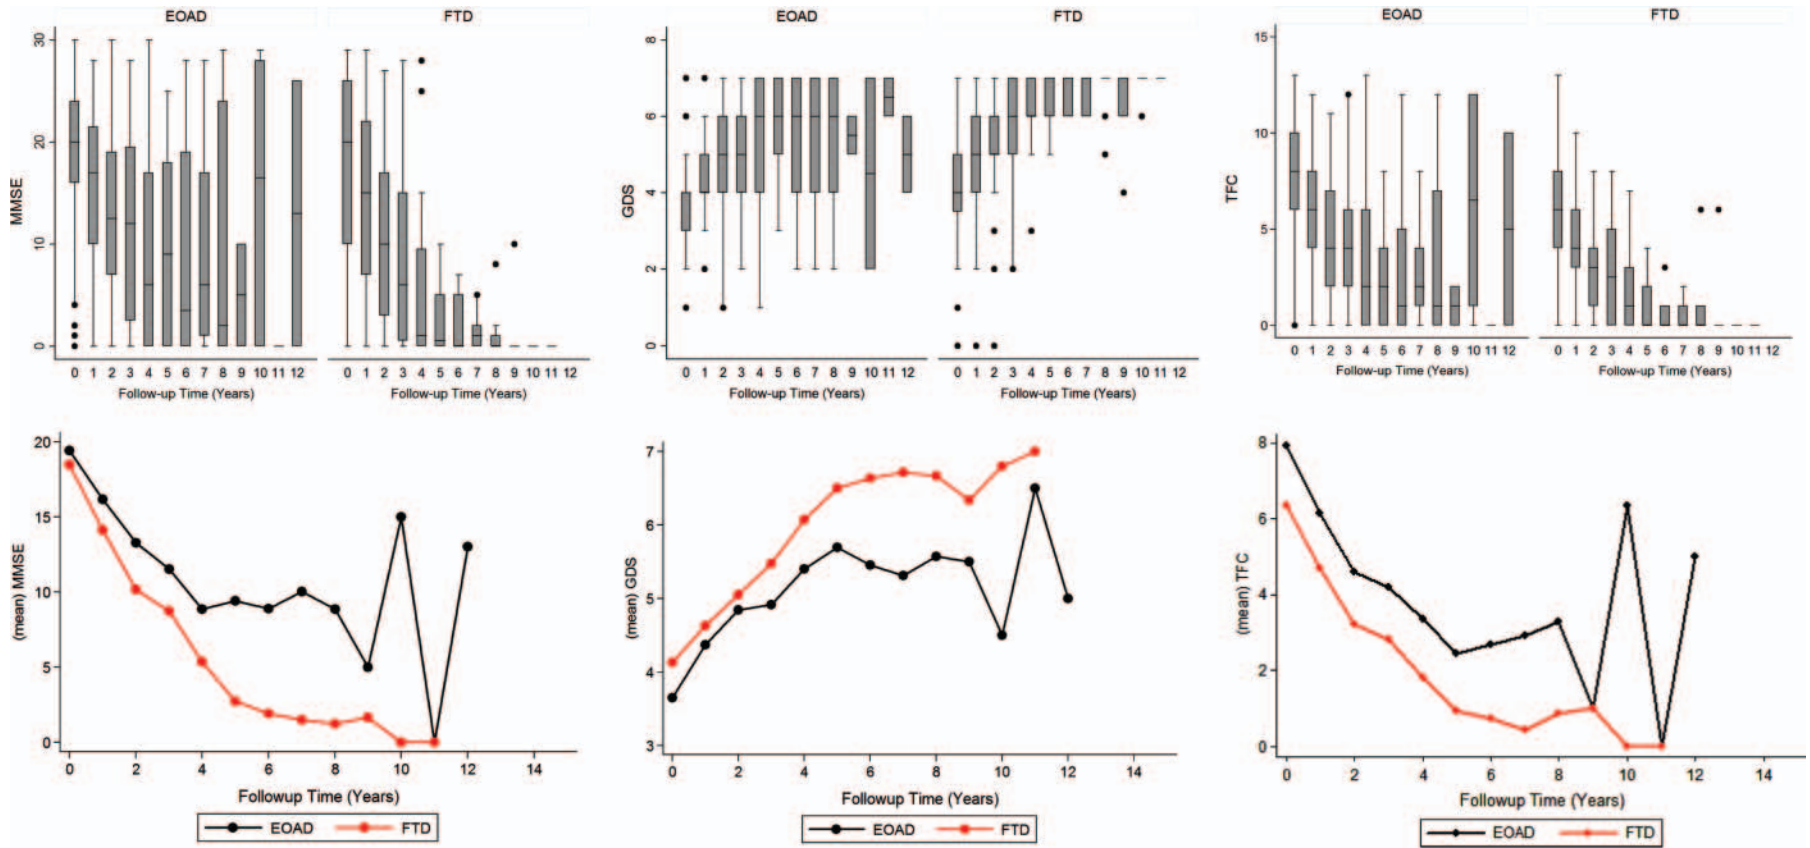 EOAD FTD
MMSE
30
20
10
0
0 1 2 3 4 5 6 7 8 9 10 11 12 0 1 2 3 4 5 6 7 8 9 10 11 12
Follow-up Time (Years) Follow-up Time (Years)
EOAD FTD
GDS
8
6
4
2
0
0 1 2 3 4 5 6 7 8 9 10 11 12 0 1 2 3 4 5 6 7 8 9 10 11 12
Follow-up Time (Years) Follow-up Time (Years)
EOAD FTD
TFC
15
10
5
0
0 1 2 3 4 5 6 7 8 9 10 11 12 0 1 2 3 4 5 6 7 8 9 10 11 12
Follow-up Time (Years) Follow-up Time (Years)
(mean) MMSE
20
15
10
5
0
0 2 4 6 8 10 12 14
Followup Time (Years)
EOAD FTD
(mean) GDS
7
6
5
4
3
0 2 4 6 8 10 12 14
Followup Time (Years)
EOAD FTD
(mean) TFC
8
6
4
2
0
0 2 4 6 8 10 12 14
Followup Time (Years)
EOAD FTD